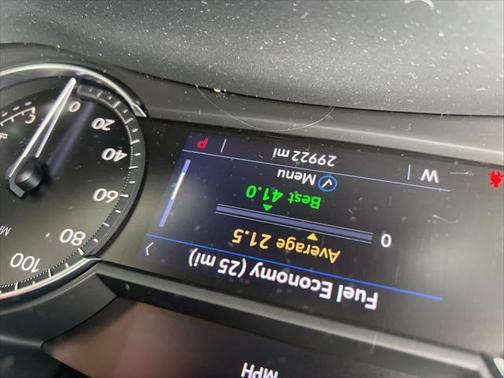 MPH
Fuel Economy (25 mi)
Average 21.5
0
Best 41.0
Menu
W 29922 mi P
100
80
60
40
20
0